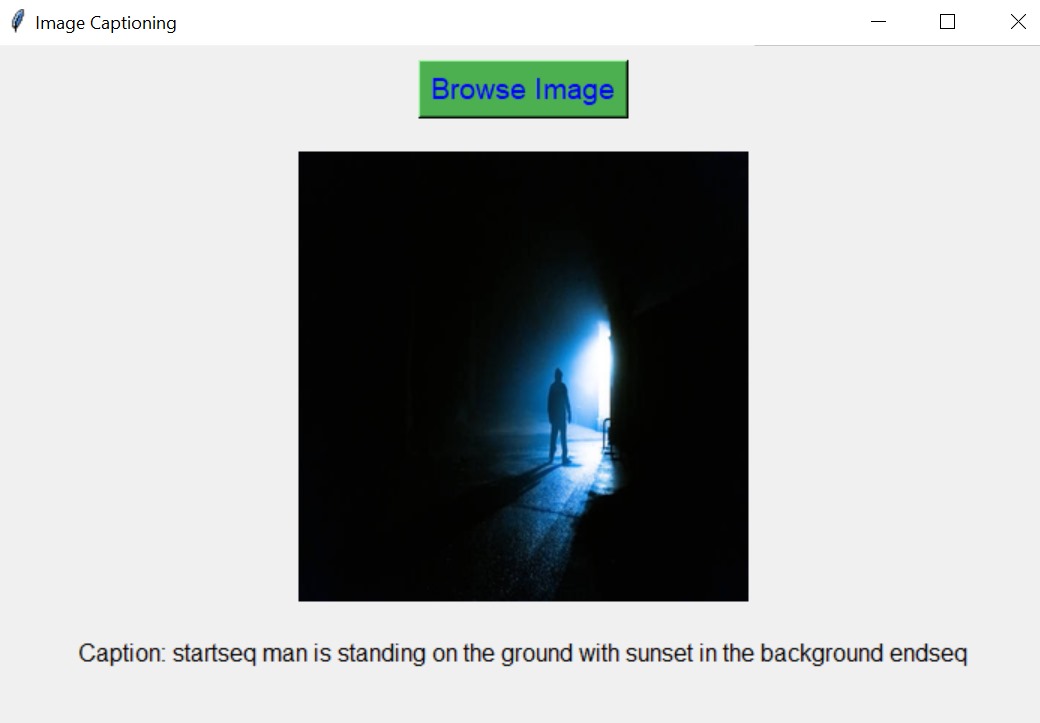 Image Captioning
Browse Image
Caption: startseq man is standing on the ground with sunset in the background endseq